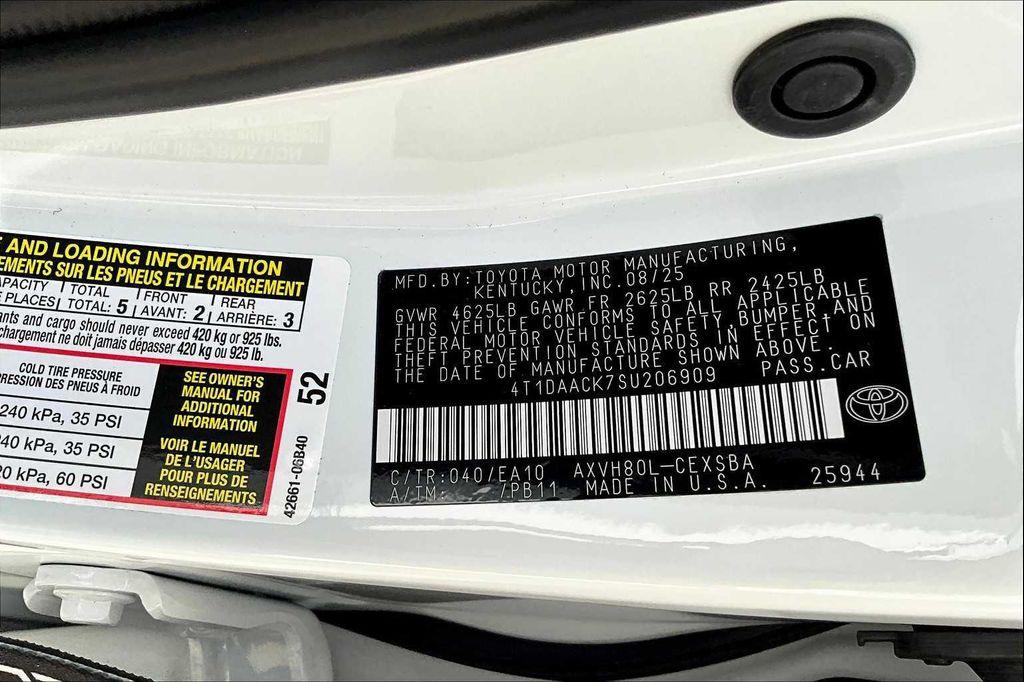 E AND LOADING INFORMATION
EMENTS SUR LES PNEUS ET LE CHARGEMENT
CAPACITY TOTAL FRONT REAR
E PLACES TOTAL: 5 AVANT: 2 ARRIÈRE: 3
ants and cargo should never exceed 420 kg or 925 lbs.
chargement ne doit jamais dépasser 420 kg ou 925 lb.
COLD TIRE PRESSURE
RESSION DES PNEUS À FROID
240 kPa, 35 PSI
240 kPa, 35 PSI
20 kPa, 60 PSI
SEE OWNER'S
MANUAL FOR
ADDITIONAL
INFORMATION
VOIR LE MANUEL
DE L'USAGER
POUR PLUS DE
RENSEIGNEMENTS
52
42661-06B40
MFD. BY: TOYOTA MOTOR MANUFACTURING,
KENTUCKY, INC. 08/25
GVWR 4625LB GAWR FR 2625LB RR 2425LB
THIS VEHICLE CONFORMS TO ALL APPLICABLE
FEDERAL MOTOR VEHICLE SAFETY, BUMPER, AND
THEFT PREVENTION STANDARDS IN EFFECT ON
THE DATE OF MANUFACTURE SHOWN ABOVE.
4T1DAACK7SU206909 PASS.CAR
C/TR: 040/EA10 AXVH80L-CEXSBA
A/TM: /PB11 MADE IN U.S.A. 25944